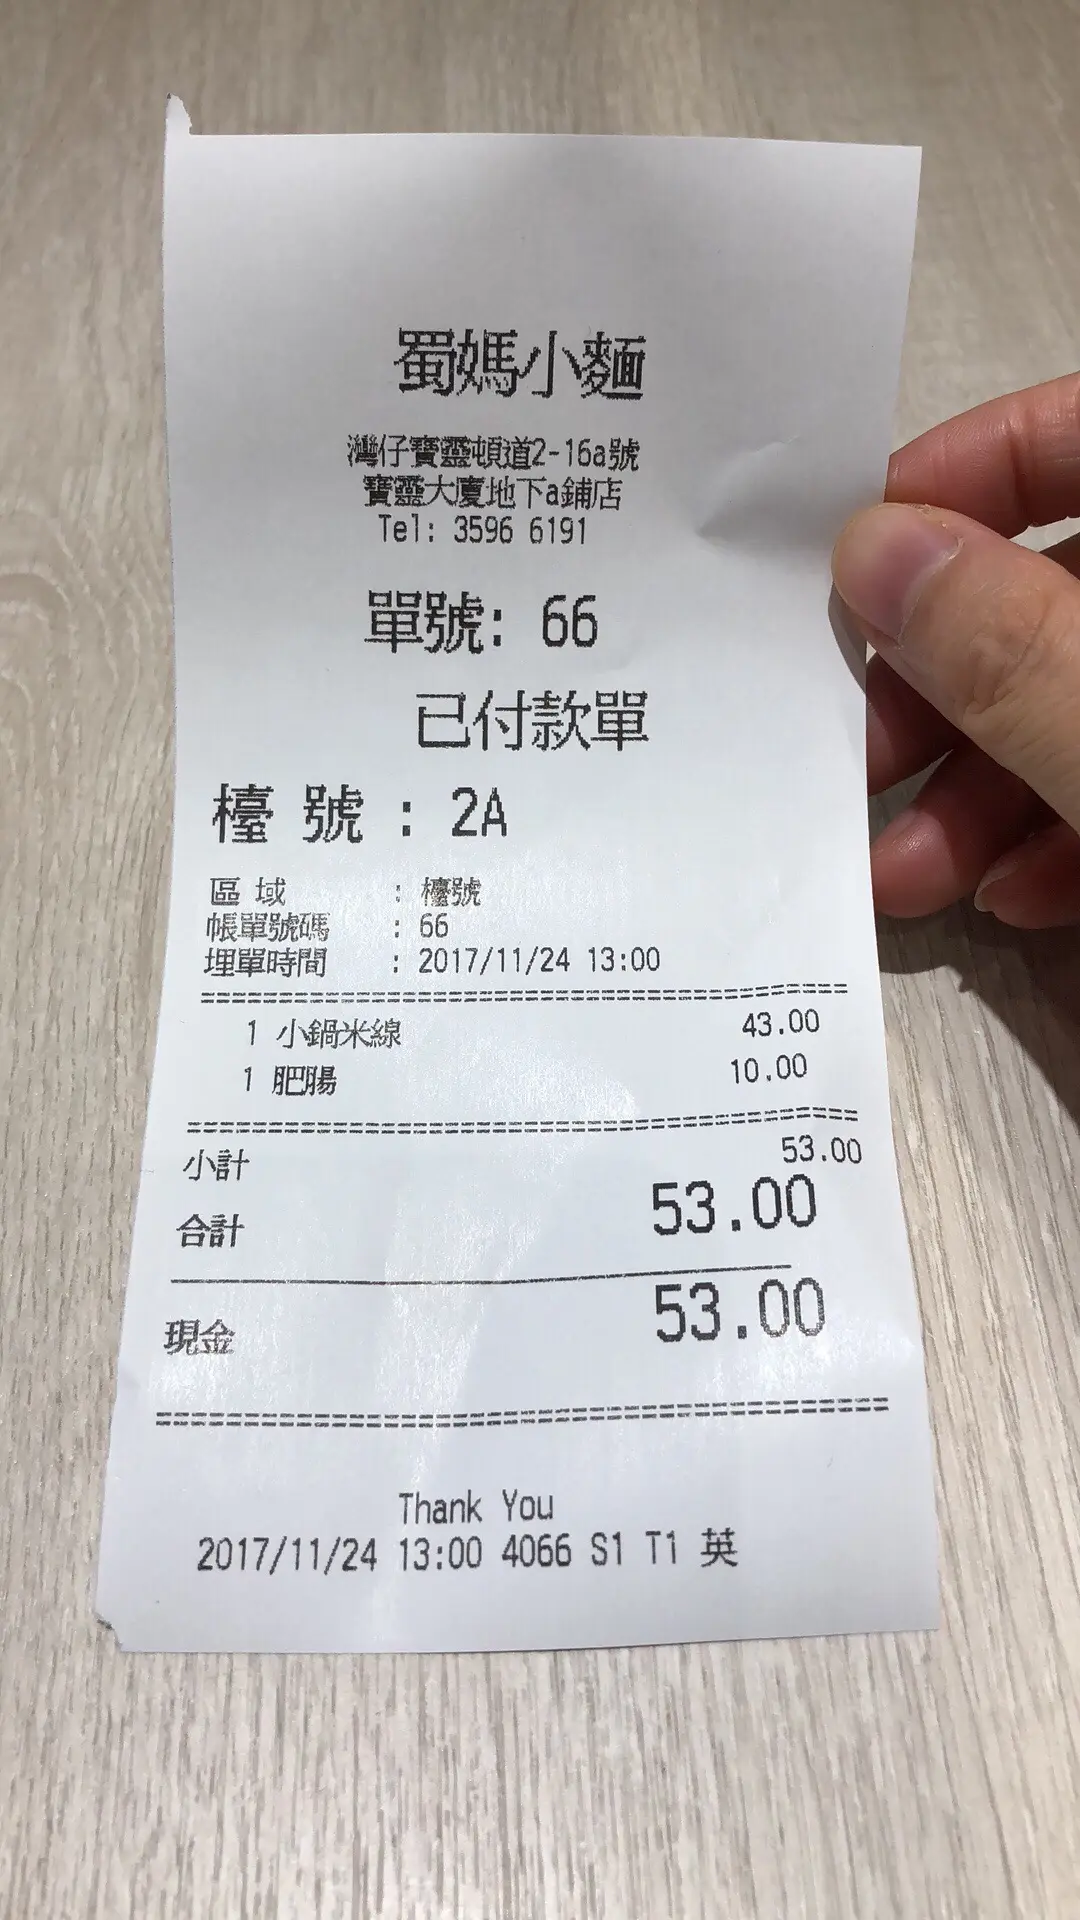 蜀媽小麵
灣仔寶靈頓道2-16a號
寶靈大廈地下a鋪店
Tel: 3596 6191
單號: 66
已付款單
檯 號 : 2A
區 域 : 檯號
帳單號碼 : 66
埋單時間 : 2017/11/24 13:00
1 小鍋米線 43.00
1 肥腸 10.00
小計 53.00
合計 53.00
現金 53.00
Thank You
2017/11/24 13:00 4066 S1 T1 英